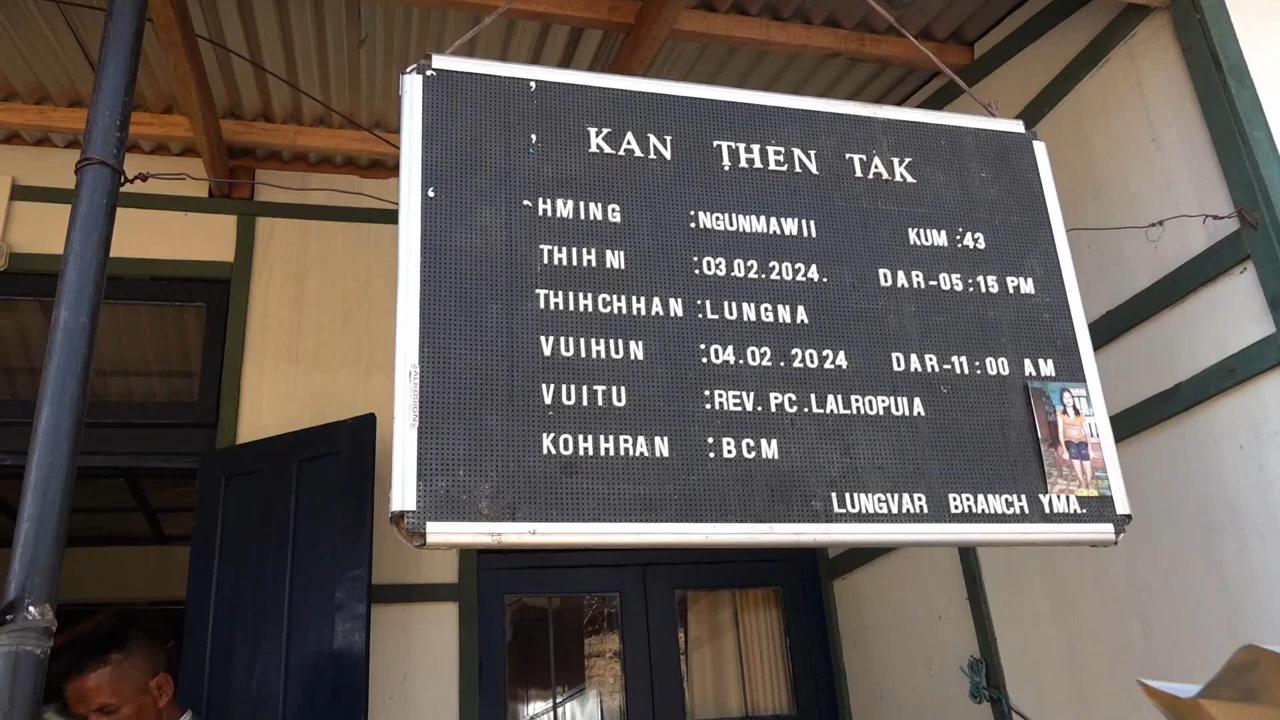 KAN ṬHEN TAK
HMING :NGUNMAWII KUM :43
THIH NI :03.02.2024. DAR-05:15 PM
THIHCHHAN :LUNGNA
VUIHUN :04.02.2024 DAR-11:00 AM
VUITU :REV. PC.LALROPUIA
KOHHRAN :BCM
LUNGVAR BRANCH YMA.